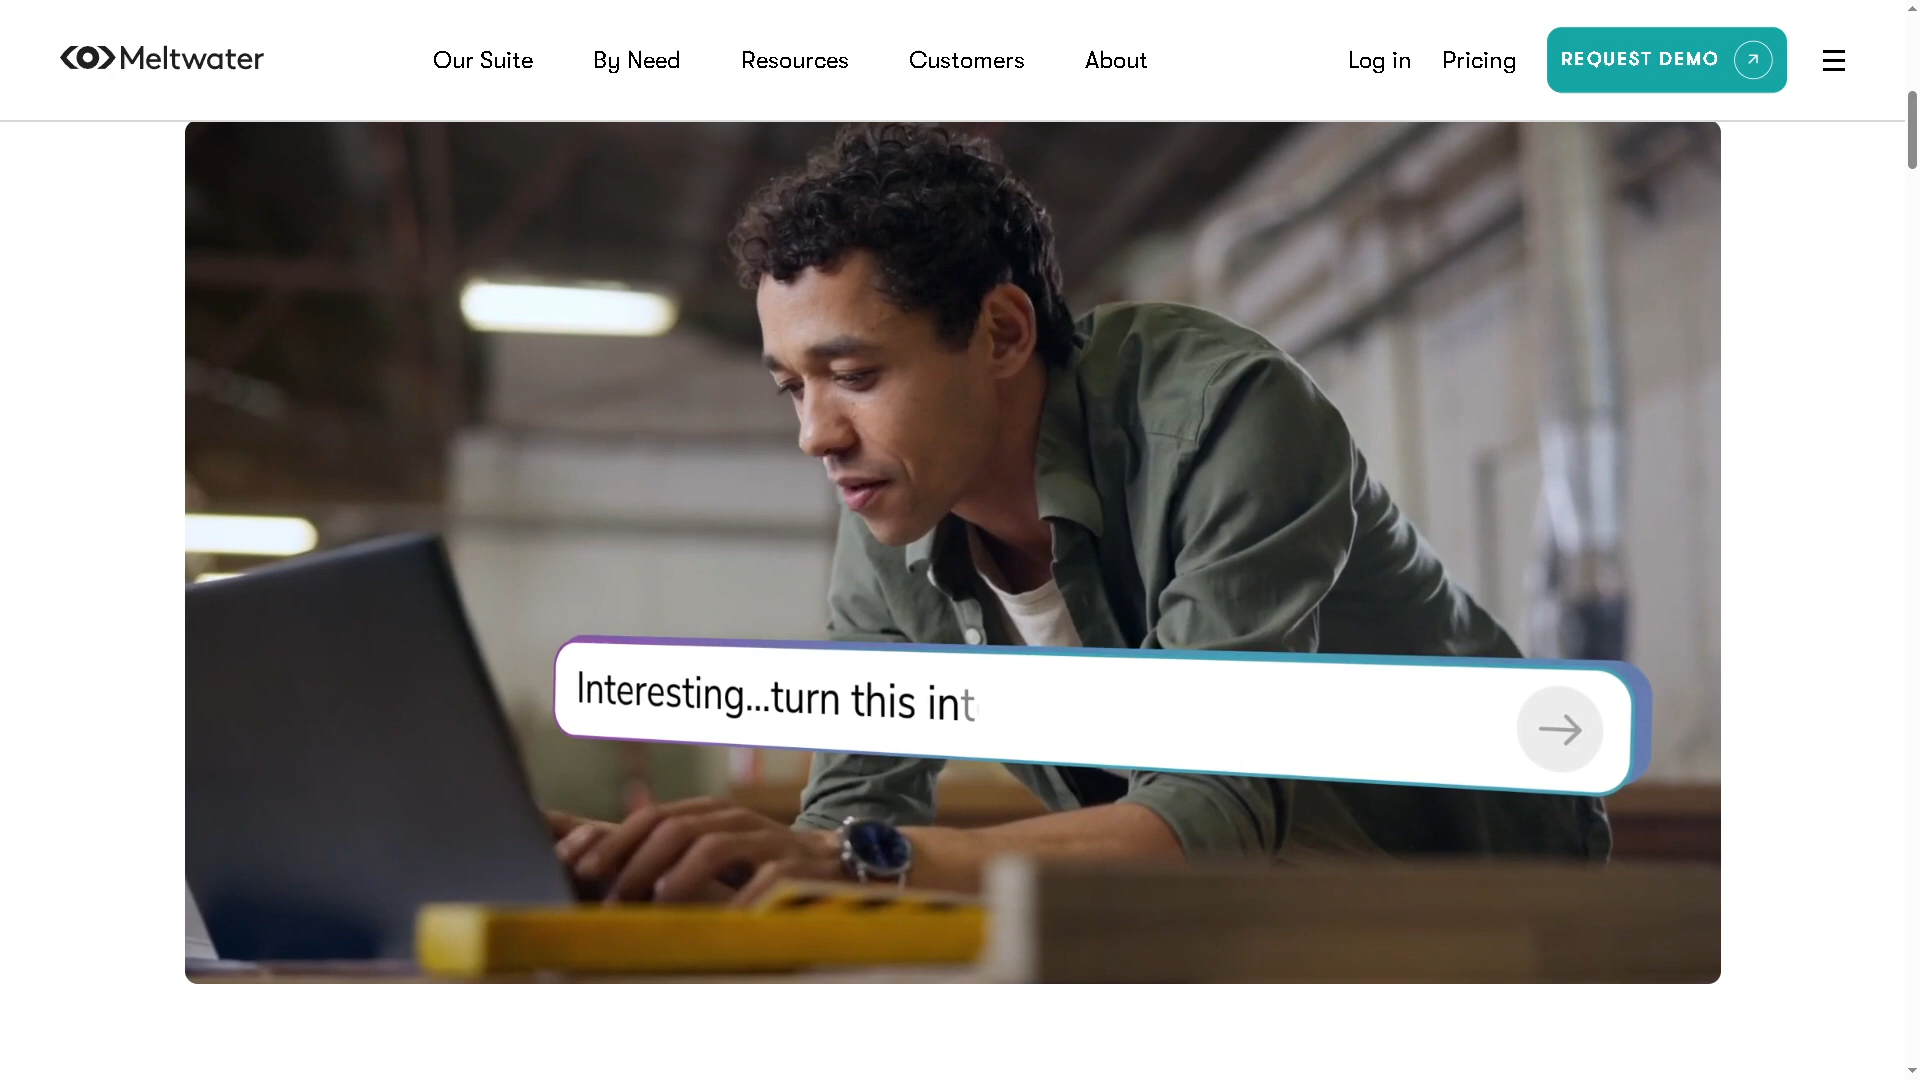 Meltwater
Our Suite
By Need
Resources
Customers
About
Log in
Pricing
REQUEST DEMO
Interesting...turn this int